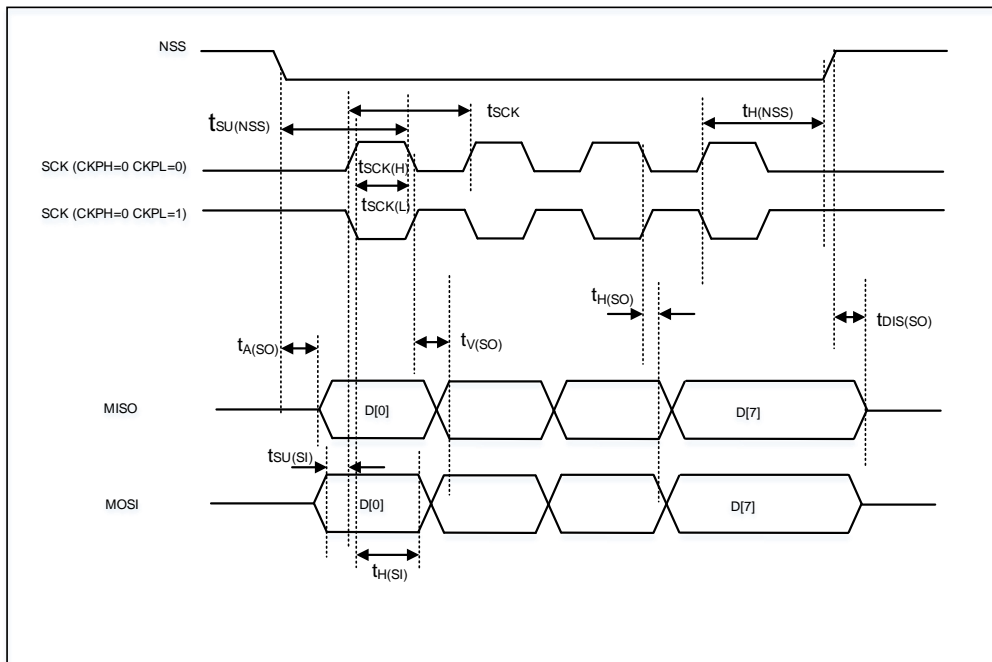 NSS
tSCK
tH(NSS)
tSU(NSS)
SCK (CKPH=0 CKPL=0)
tSCK(H)
tSCK(L)
SCK (CKPH=0 CKPL=1)
tH(SO)
tDIS(SO)
tV(SO)
tA(SO)
MISO
D[0]
D[7]
tSU(SI)
MOSI
D[0]
D[7]
tH(SI)